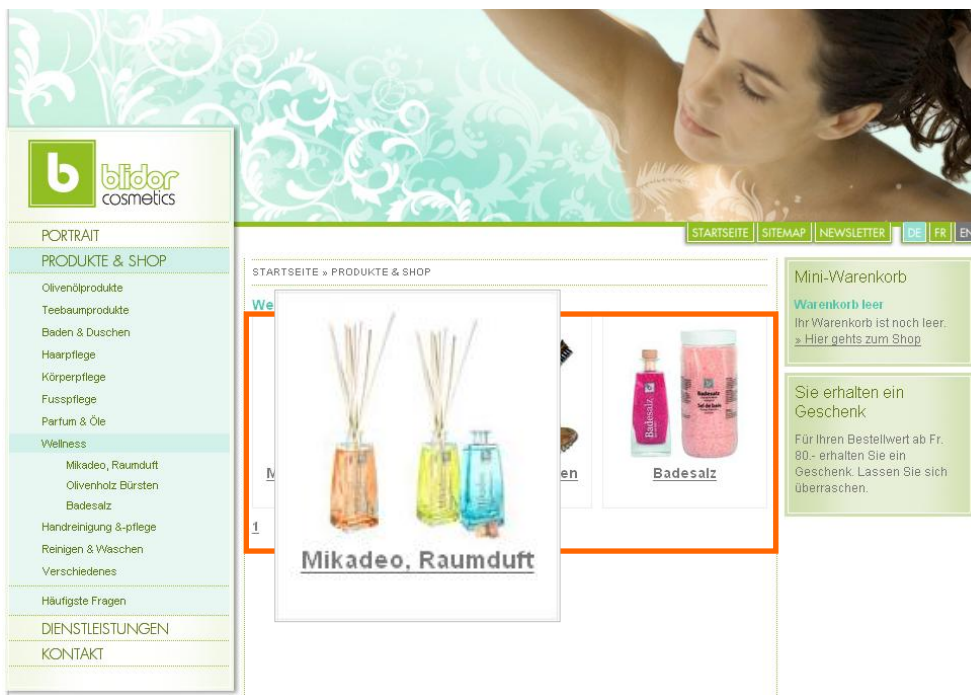 b
blidor
cosmetics
PORTRAIT
PRODUKTE & SHOP
Olivenölprodukte
Teebaumprodukte
Baden & Duschen
Haarpflege
Körperpflege
Fusspflege
Parfum & Öle
Wellness
Mikadeo, Raumduft
Olivenholz Bürsten
Badesalz
Handreinigung &-pflege
Reinigen & Waschen
Verschiedenes
Häufigste Fragen
DIENSTLEISTUNGEN
KONTAKT
STARTSEITE SITEMAP NEWSLETTER DE FR EN
STARTSEITE » PRODUKTE & SHOP
We
Mikadeo, Raumduft
M
en
Badesalz
Badesalz
Badesalz
Sel de bain
1
Mini-Warenkorb
Warenkorb leer
Ihr Warenkorb ist noch leer.
» Hier gehts zum Shop
Sie erhalten ein
Geschenk
Für Ihren Bestellwert ab Fr.
80.- erhalten Sie ein
Geschenk. Lassen Sie sich
überraschen.